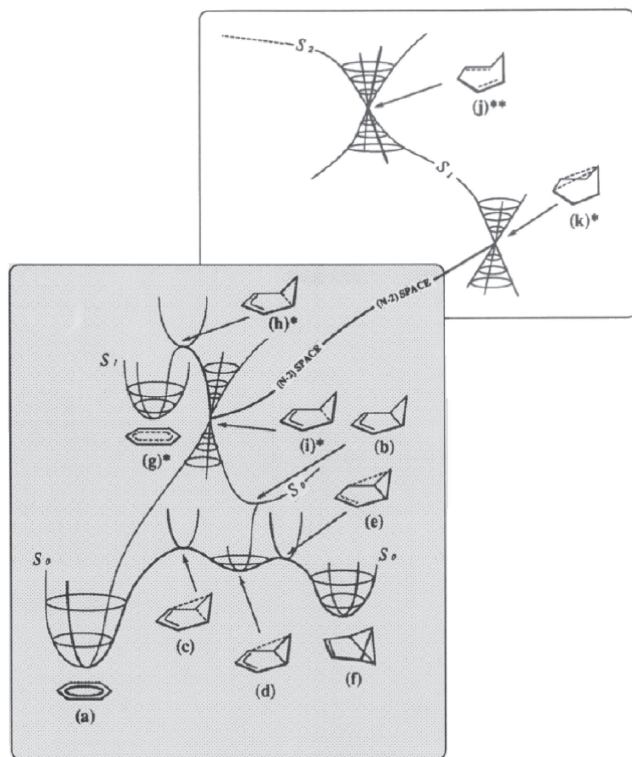 S₂
(j)**
S₁
(k)*
(N-2) SPACE
(N-2) SPACE
(h)*
S₁
(g)*
(i)*
(b)
S₀
(e)
S₀
S₀
(c)
(d)
(f)
(a)